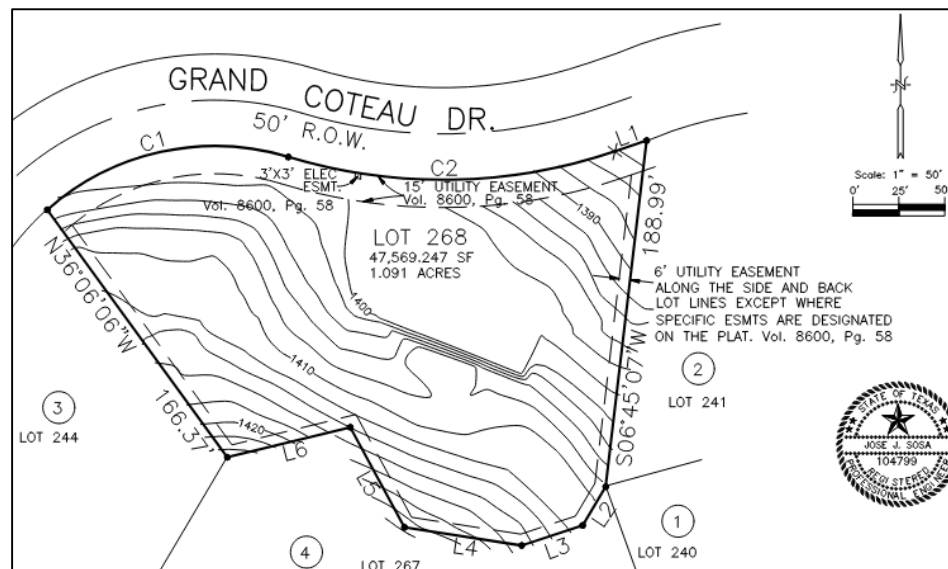 GRAND COTEAU DR.
50' R.O.W.
C1
C2
L1
N
Scale: 1" = 50'
0' 25' 50
3'X3' ELEC
ESMT.
Vol. 8600, Pg. 58
15' UTILITY EASEMENT
Vol. 8600, Pg. 58
1390
188.99'
LOT 268
47,569.247 SF
1.091 ACRES
6' UTILITY EASEMENT
ALONG THE SIDE AND BACK
LOT LINES EXCEPT WHERE
SPECIFIC ESMTS ARE DESIGNATED
ON THE PLAT. Vol. 8600, Pg. 58
N36°06'06"W
1400
1410
S06°45'07"W
2
LOT 241
3
LOT 244
166.37'
1420
L6
L5
L4
L3
L2
STATE OF TEXAS
JOSE J. SOSA
104799
REGISTERED
PROFESSIONAL ENGINEER
1
LOT 240
4
LOT 267